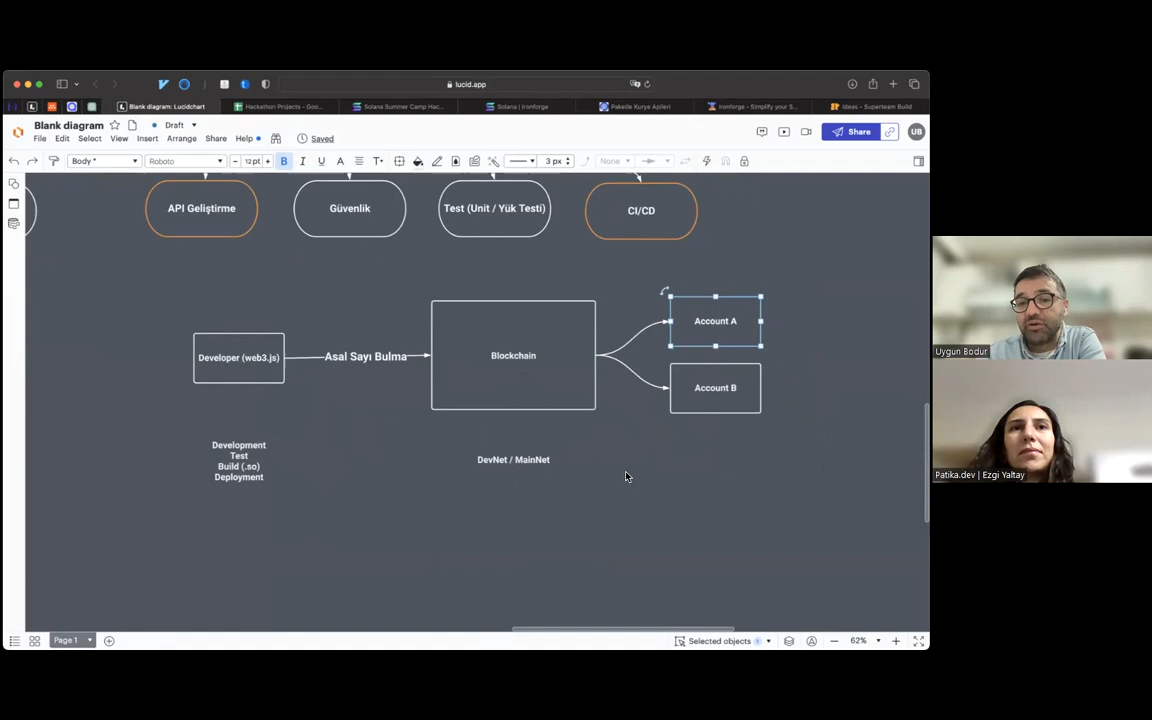 lucid.app
Blank diagram: Lucidchart
Hackathon Projects - Goo...
Solana Summer Camp Hac...
Solana | Ironforge
Paketle Kurye Apileri
Ironforge - Simplify your S...
Ideas - Superteam Build
Blank diagram
Draft
File Edit Select View Insert Arrange Share Help
Saved
Share
UB
Body *
Roboto
12 pt
B I U A T
3 px
None
API Geliştirme
Güvenlik
Test (Unit / Yük Testi)
CI/CD
Developer (web3.js)
Asal Sayı Bulma
Blockchain
Account A
Account B
Development
Test
Build (.so)
Deployment
DevNet / MainNet
Page 1
Selected objects 1
62%
Uygun Bodur
Patika.dev | Ezgi Yaltay